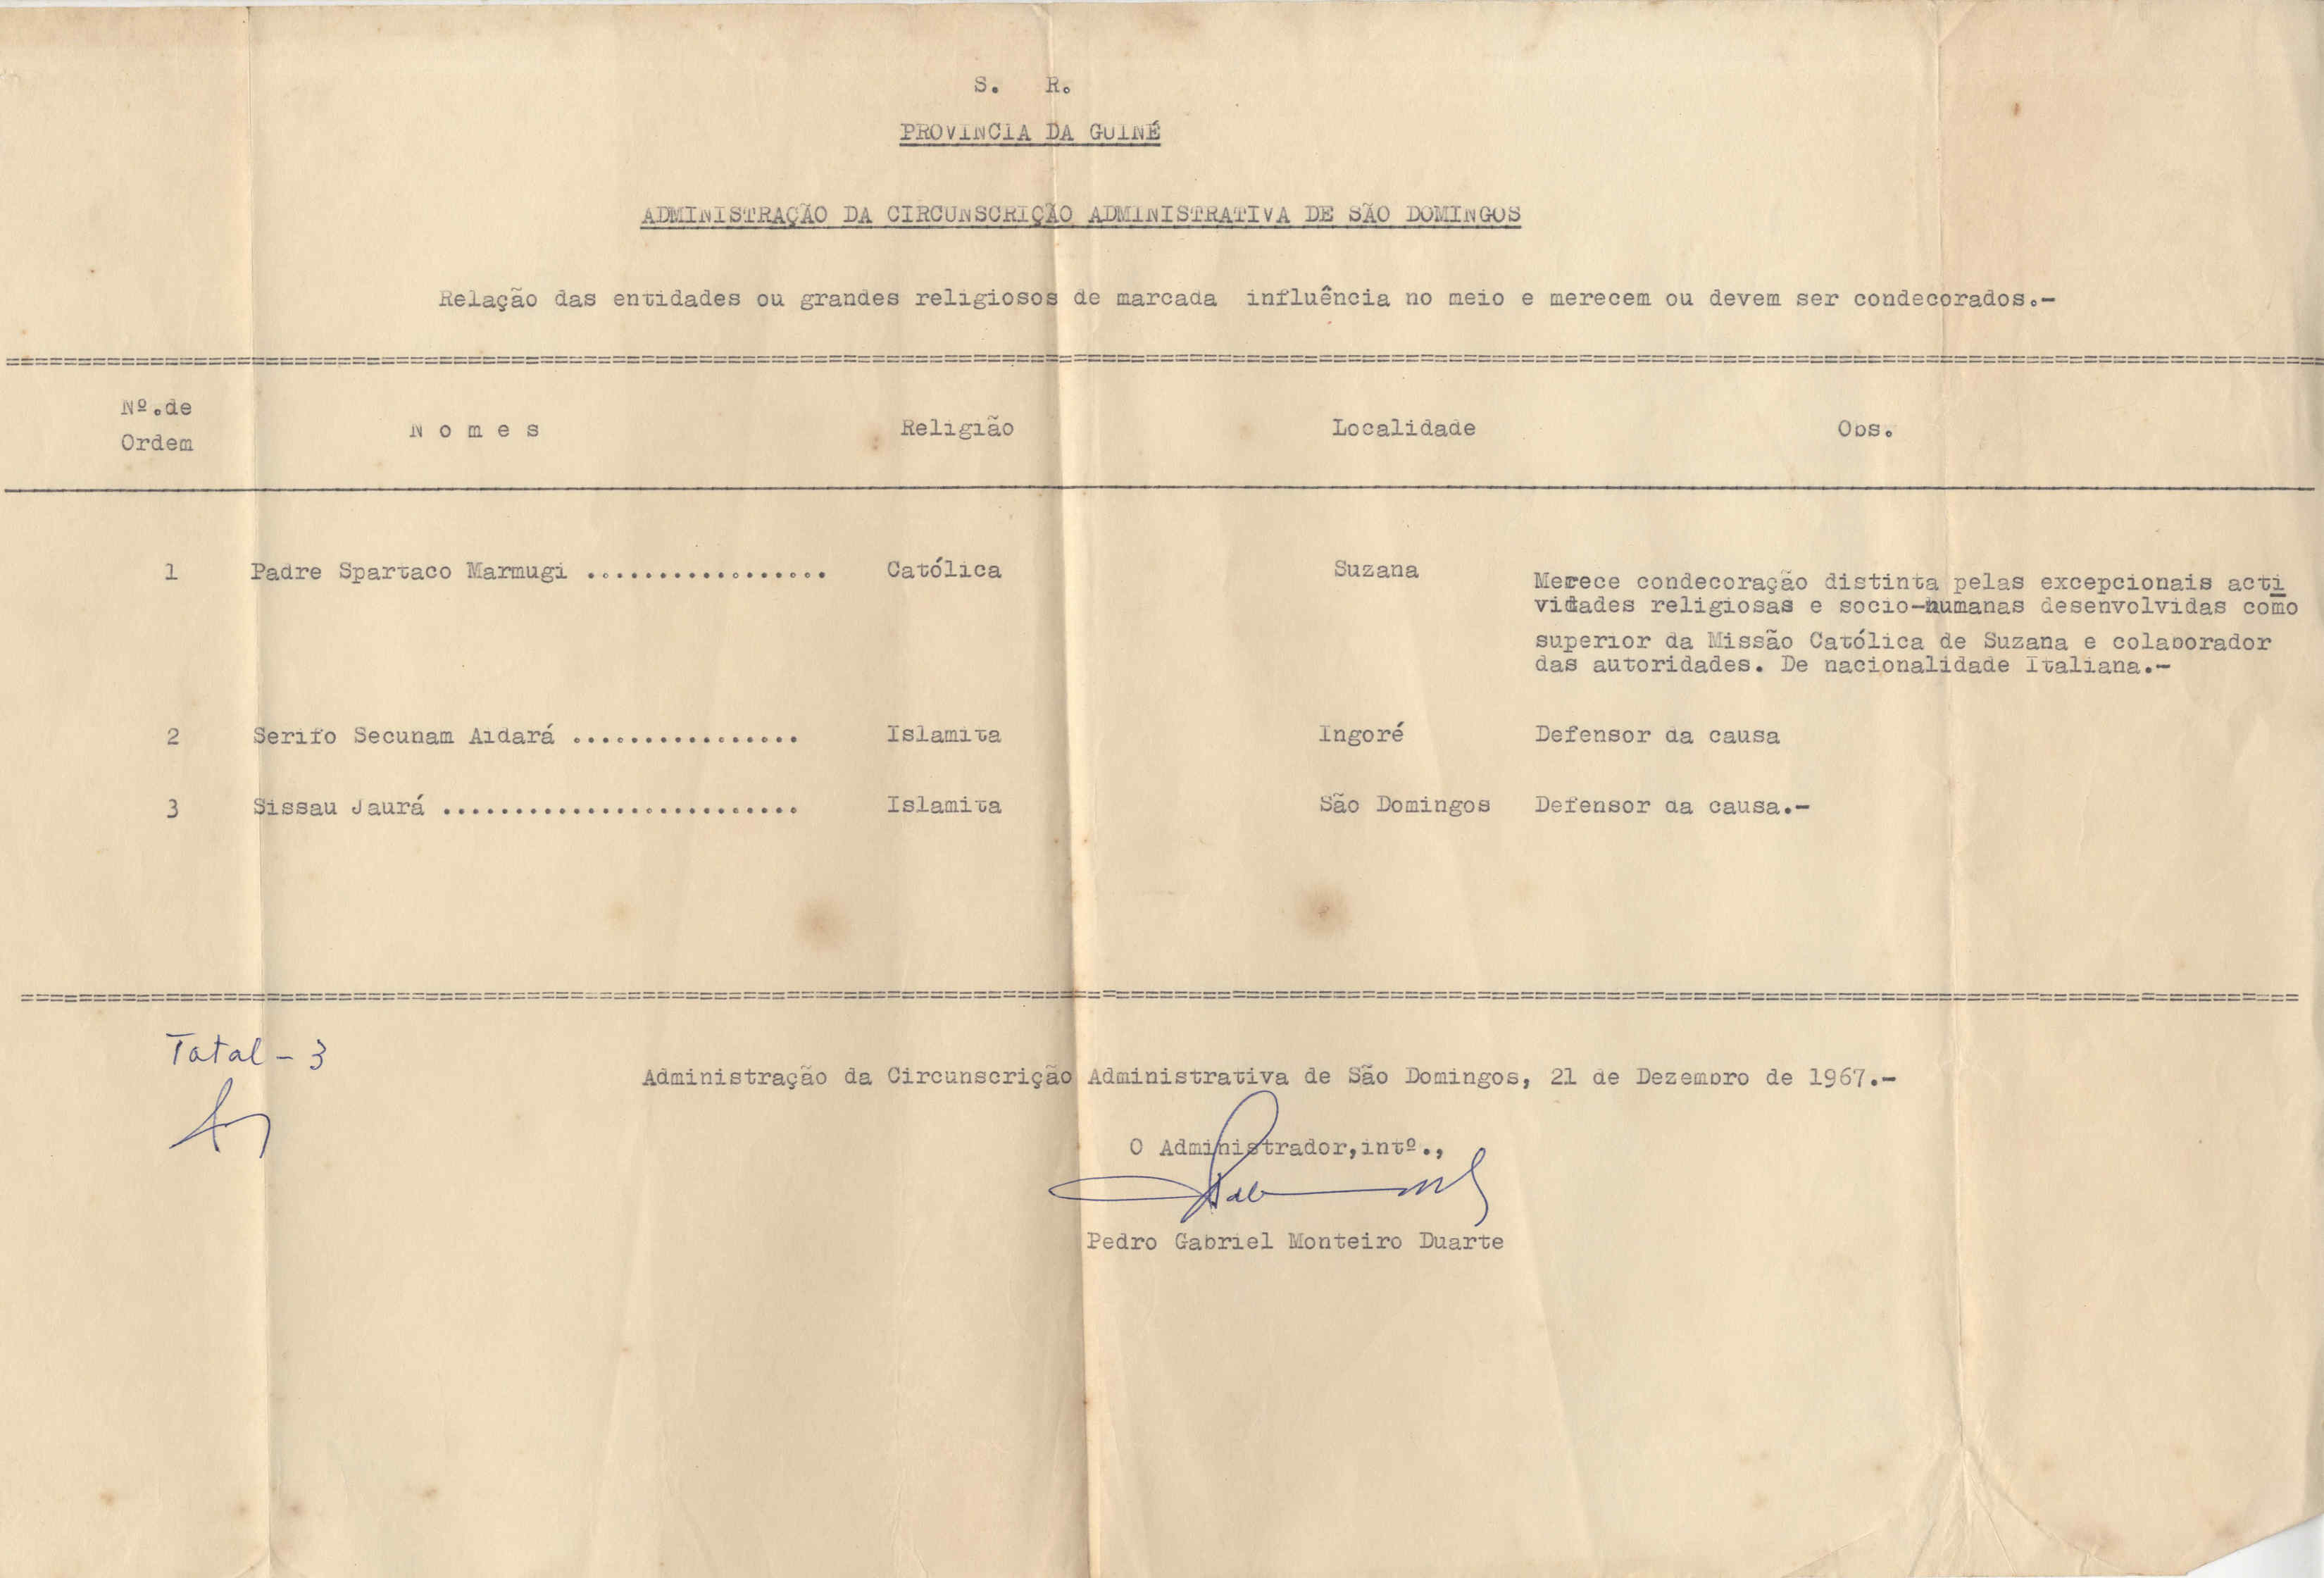 S. R.
PROVINCIA DA GUINÉ
ADMINISTRAÇÃO DA CIRCUNSCRIÇÃO ADMINISTRATIVA DE SÃO DOMINGOS
Relação das entidades ou grandes religiosos de marcada influência no meio e merecem ou devem ser condecorados.-
Nº.de
Ordem
N o m e s
Religião
Localidade
Obs.
1 Padre Spartaco Marmugi ................. Católica Suzana
Merece condecoração distinta pelas excepcionais acti
vidades religiosas e socio-humanas desenvolvidas como
superior da Missão Católica de Suzana e colaborador
das autoridades. De nacionalidade Italiana.-
2 Serifo Secunam Aidará ................ Islamita Ingoré Defensor da causa
3 Sissau Jaurá ......................... Islamita São Domingos Defensor da causa.-
Total - 3
Administração da Circunscrição Administrativa de São Domingos, 21 de Dezembro de 1967.-
O Administrador,intº.,
Pedro Gabriel Monteiro Duarte